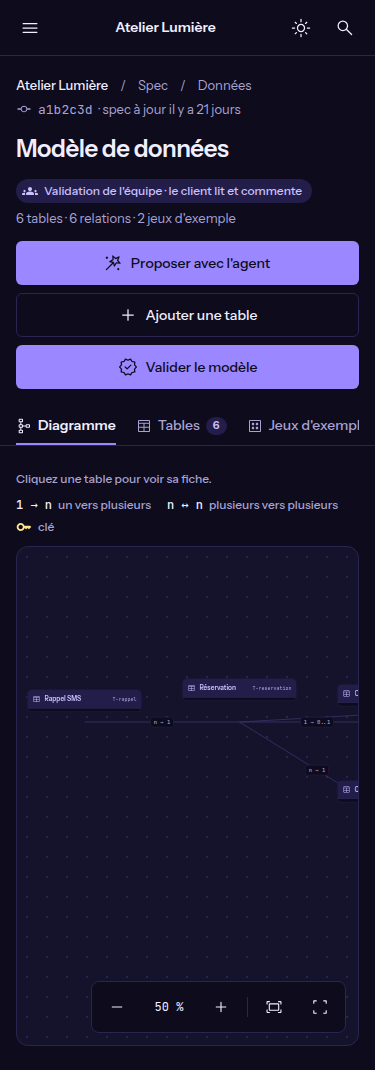 Atelier Lumière
Atelier Lumière / Spec / Données
a1b2c3d · spec à jour il y a 21 jours
Modèle de données
Validation de l'équipe · le client lit et commente
6 tables · 6 relations · 2 jeux d'exemple
Proposer avec l'agent
Ajouter une table
Valider le modèle
Diagramme Tables 6 Jeux d'exempl
Cliquez une table pour voir sa fiche.
1 → n un vers plusieurs n ↔ n plusieurs vers plusieurs
clé
Réservation T-reservation
Rappel SMS T-rappel
n → 1 1 → 0..1
n → 1
50 %